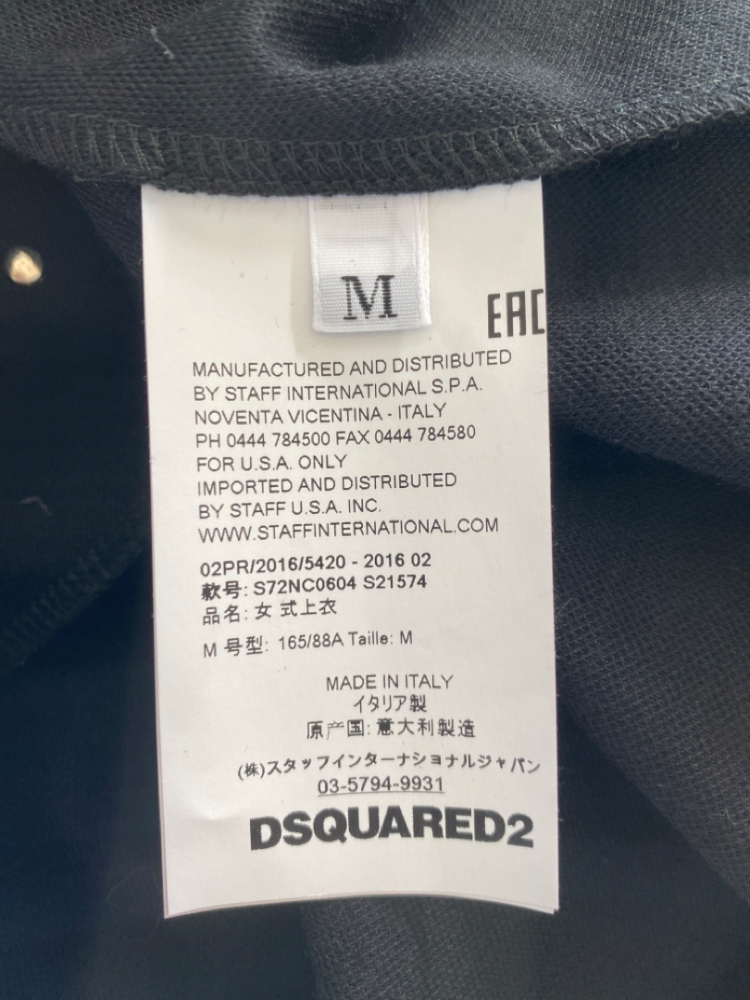 M
EAC
MANUFACTURED AND DISTRIBUTED
BY STAFF INTERNATIONAL S.P.A.
NOVENTA VICENTINA - ITALY
PH 0444 784500 FAX 0444 784580
FOR U.S.A. ONLY
IMPORTED AND DISTRIBUTED
BY STAFF U.S.A. INC.
WWW.STAFFINTERNATIONAL.COM
02PR/2016/5420 - 2016 02
款号: S72NC0604 S21574
品名: 女 式上衣
M 号型: 165/88A Taille: M
MADE IN ITALY
イタリア製
原产国: 意大利製造
(株)スタッフインターナショナルジャパン
03-5794-9931
DSQUARED2